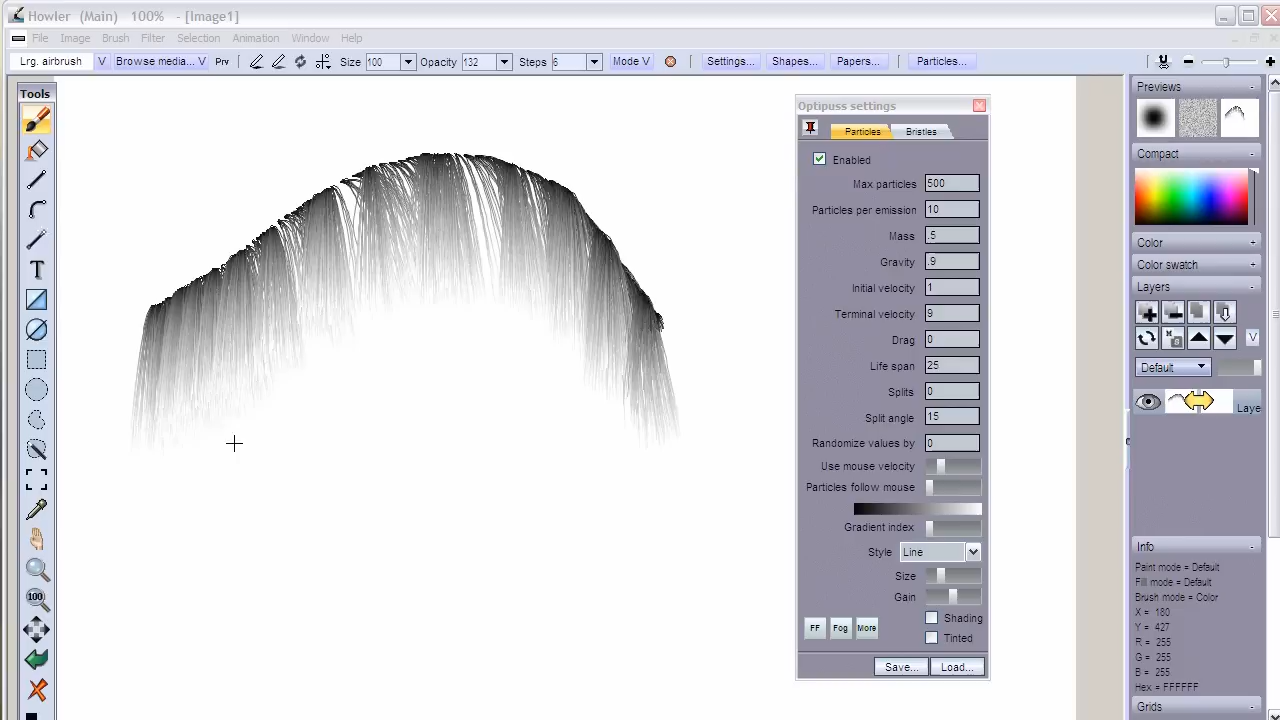 Howler (Main) 100% - [Image1]
File Image Brush Filter Selection Animation Window Help
Lrg. airbrush V Browse media... V Prv Size 100 Opacity 132 Steps 6 Mode V Settings... Shapes... Papers... Particles...
Tools
T
100
Optipuss settings
Particles Bristles
Enabled
Max particles 500
Particles per emission 10
Mass .5
Gravity .9
Initial velocity 1
Terminal velocity 9
Drag 0
Life span 25
Splits 0
Split angle 15
Randomize values by 0
Use mouse velocity
Particles follow mouse
Gradient index
Style Line
Size
Gain
Shading
FF Fog More
Tinted
Save... Load...
Previews -
Compact -
Color +
Color swatch +
Layers -
V
Default
Laye
Info -
Paint mode = Default
Fill mode = Default
Brush mode = Color
X = 180
Y = 427
R = 255
G = 255
B = 255
Hex = FFFFFF
Grids -